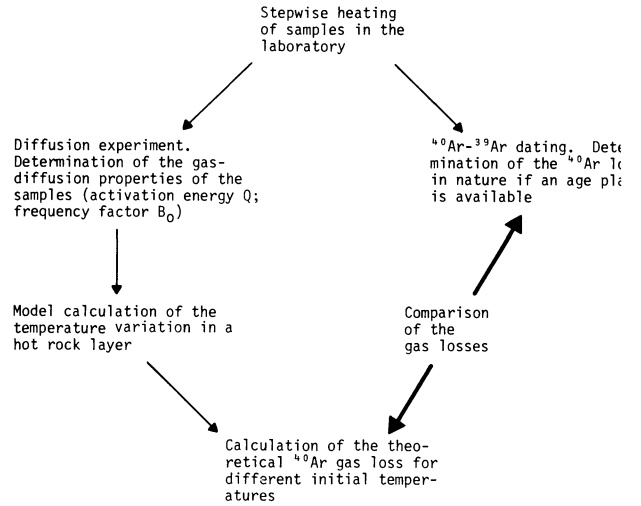 Stepwise heating
of samples in the
laboratory
Diffusion experiment.
Determination of the gas-
diffusion properties of the
samples (activation energy Q;
frequency factor B₀)
⁴⁰Ar-³⁹Ar dating. Dete
mination of the ⁴⁰Ar lo
in nature if an age pla
is available
Model calculation of the
temperature variation in a
hot rock layer
Comparison
of the
gas losses
Calculation of the theo-
retical ⁴⁰Ar gas loss for
different initial temper-
atures